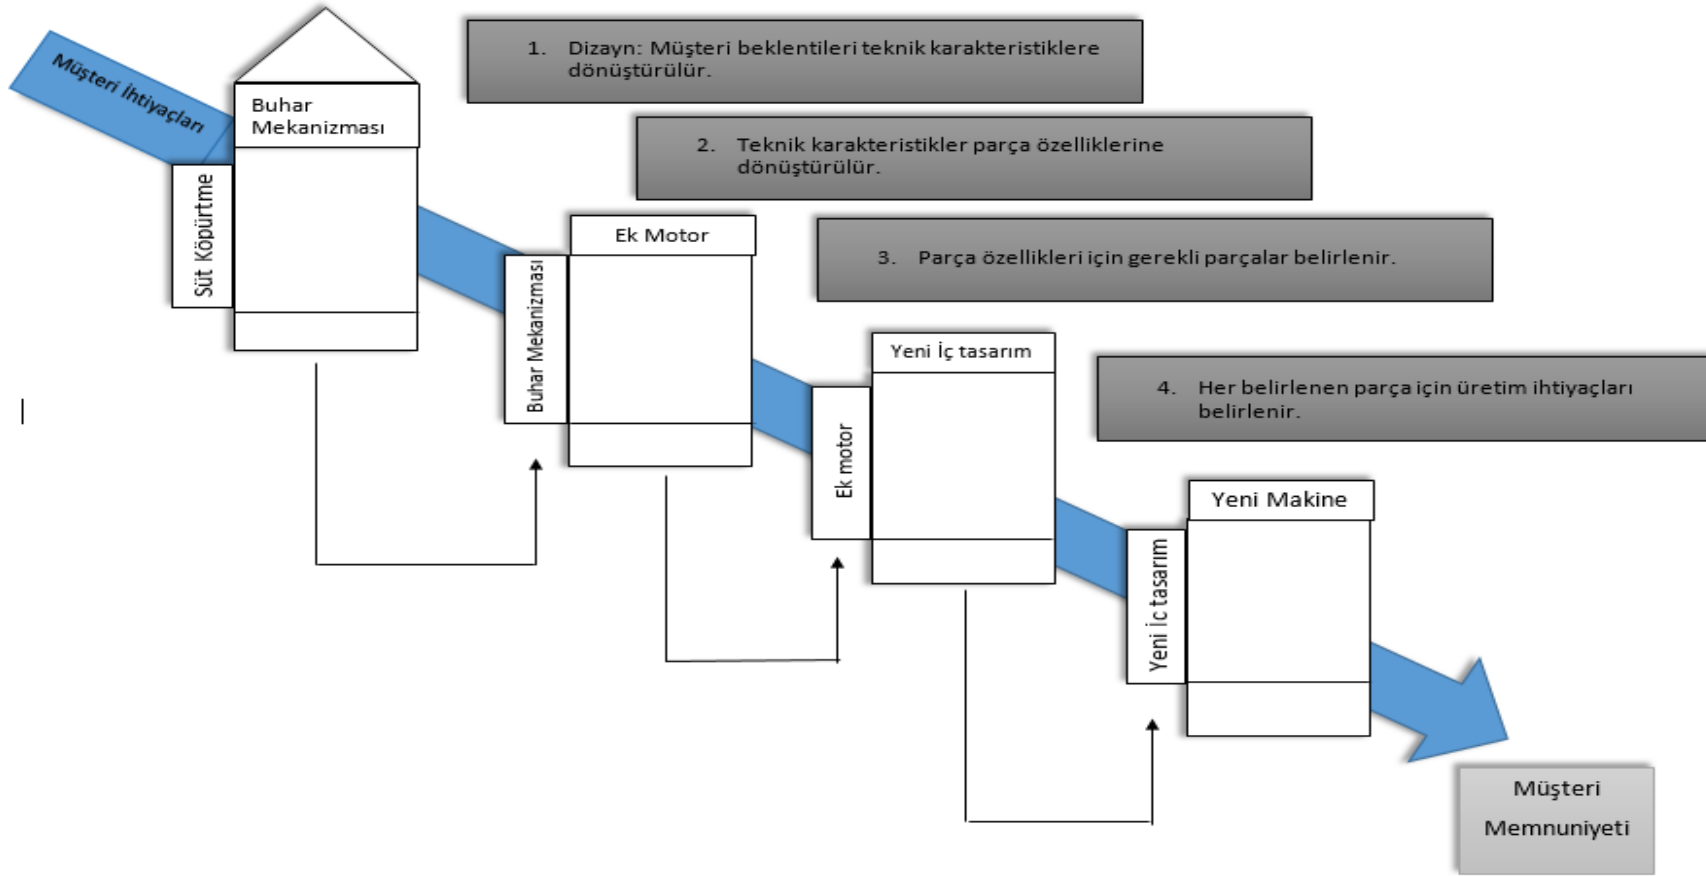 Müşteri İhtiyaçları
Buhar
Mekanizması
Süt Köpürtme
1. Dizayn: Müşteri beklentileri teknik karakteristiklere
dönüştürülür.
2. Teknik karakteristikler parça özelliklerine
dönüştürülür.
Ek Motor
Buhar Mekanizması
3. Parça özellikleri için gerekli parçalar belirlenir.
Yeni İç tasarım
Ek motor
4. Her belirlenen parça için üretim ihtiyaçları
belirlenir.
Yeni Makine
Yeni İc tasarım
Müşteri
Memnuniyeti